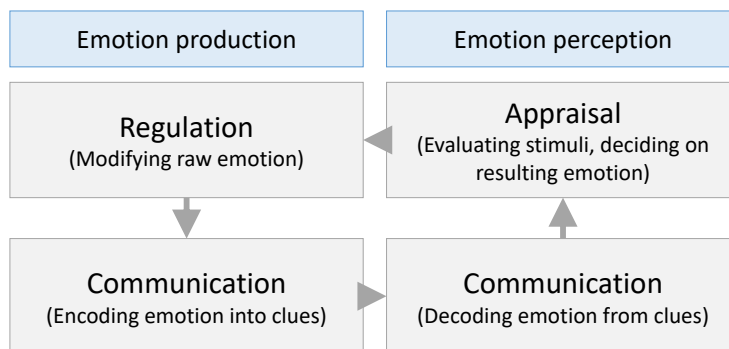 Emotion production
Emotion perception
Regulation
(Modifying raw emotion)
Appraisal
(Evaluating stimuli, deciding on
resulting emotion)
Communication
(Encoding emotion into clues)
Communication
(Decoding emotion from clues)